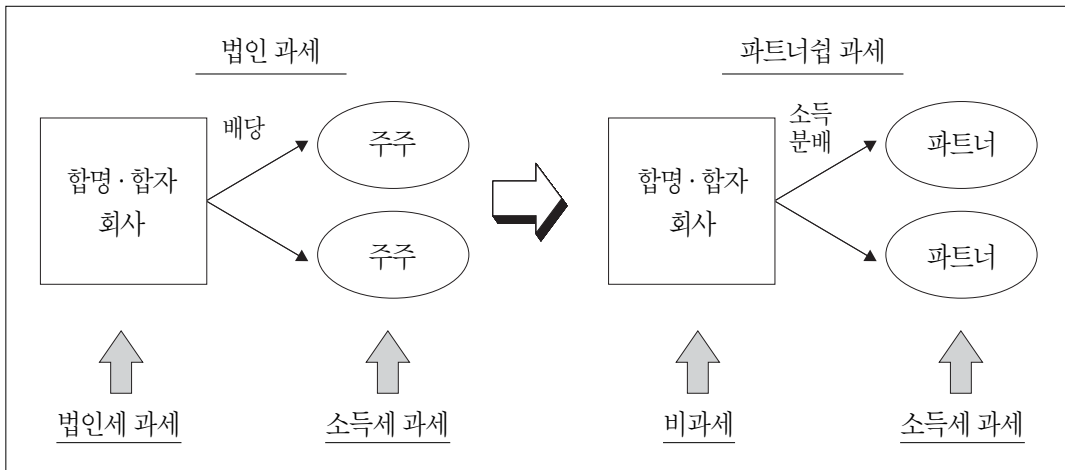 법인 과세
배당
합명·합자
회사
주주
주주
법인세 과세
소득세 과세
파트너쉽 과세
소득
분배
합명·합자
회사
파트너
파트너
비과세
소득세 과세